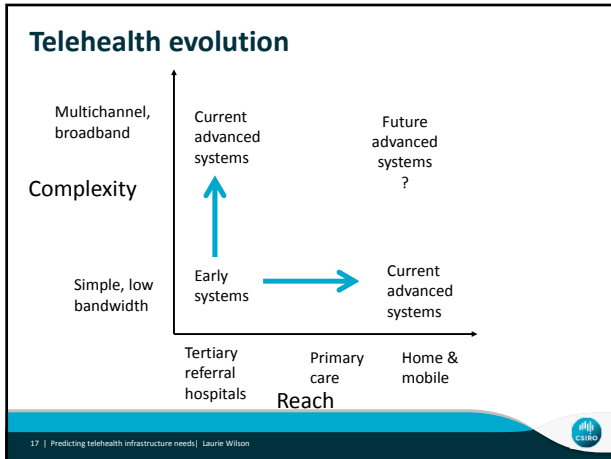 Telehealth evolution
Multichannel,
broadband
Current
advanced
systems
Future
advanced
systems
?
Complexity
Simple, low
bandwidth
Early
systems
Current
advanced
systems
Tertiary
referral
hospitals
Primary
care
Home &
mobile
Reach
17 | Predicting telehealth infrastructure needs| Laurie Wilson
CSIRO